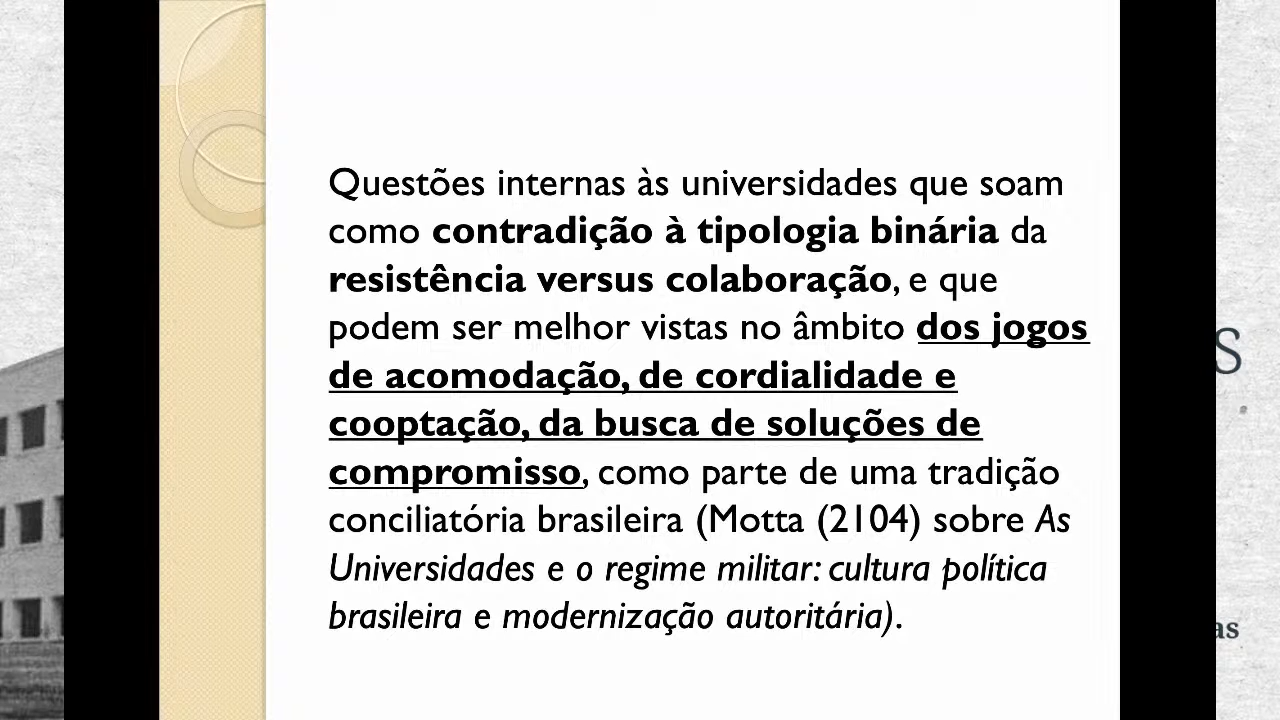 Questões internas às universidades que soam
como contradição à tipologia binária da
resistência versus colaboração, e que
podem ser melhor vistas no âmbito dos jogos
de acomodação, de cordialidade e
cooptação, da busca de soluções de
compromisso, como parte de uma tradição
conciliatória brasileira (Motta (2104) sobre As
Universidades e o regime militar: cultura política
brasileira e modernização autoritária).
S
as